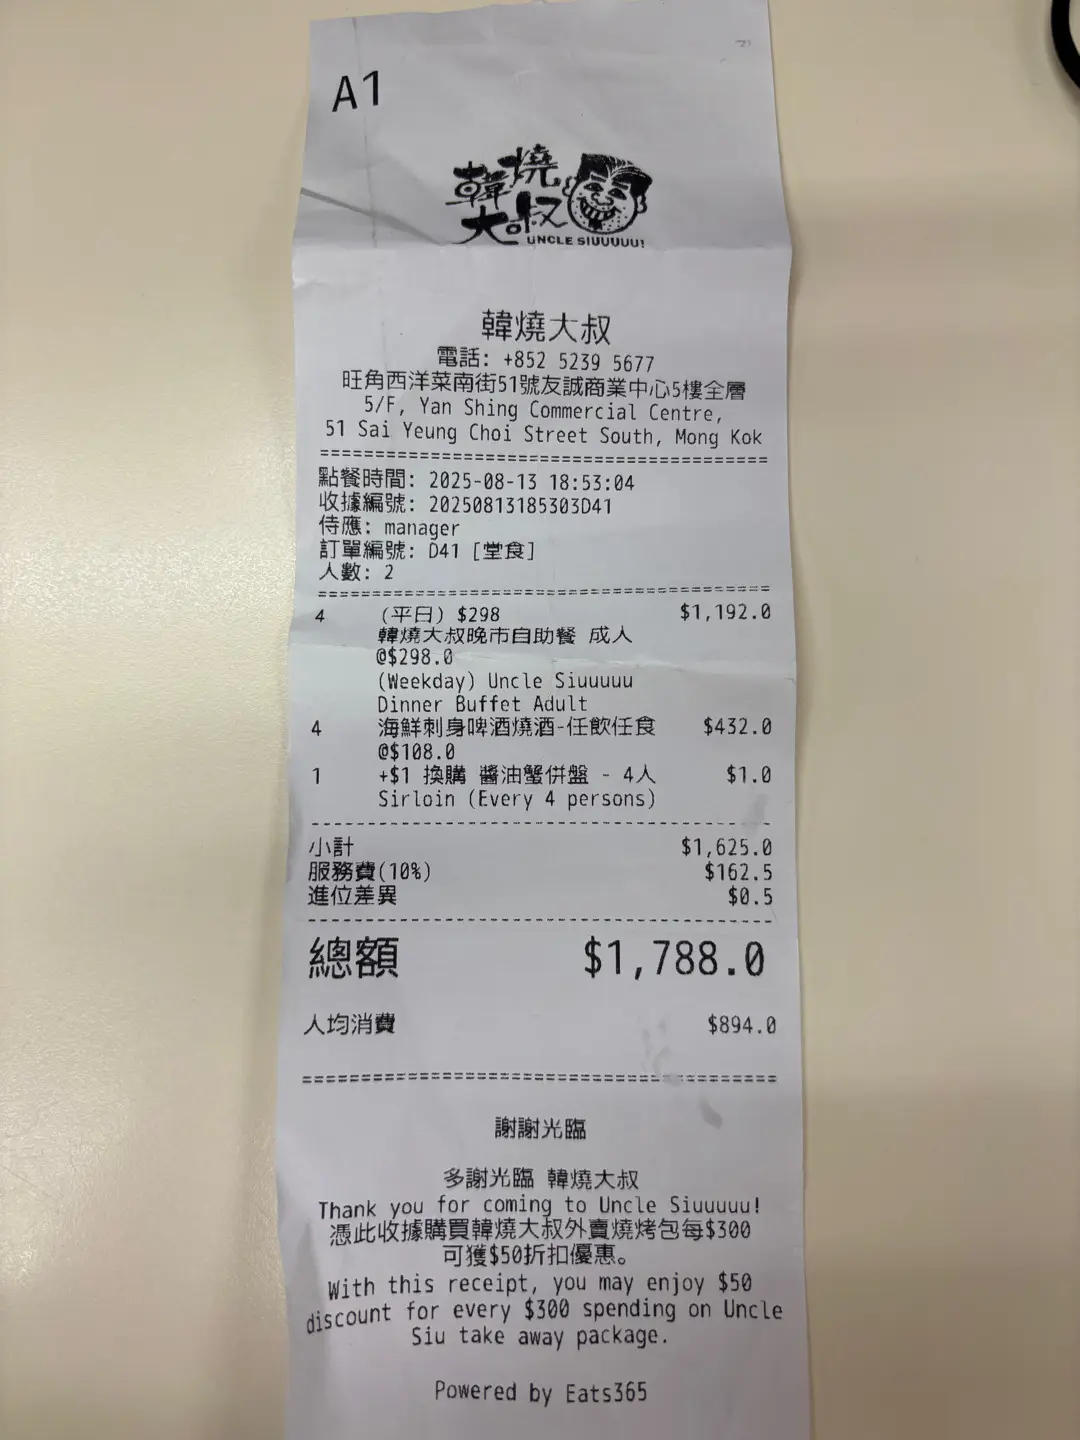 A1
韓燒
大叔
UNCLE SIUUUUU!
韓燒大叔
電話: +852 5239 5677
旺角西洋菜南街51號友誠商業中心5樓全層
5/F, Yan Shing Commercial Centre,
51 Sai Yeung Choi Street South, Mong Kok
========================================
點餐時間: 2025-08-13 18:53:04
收據編號: 20250813185303D41
侍應: manager
訂單編號: D41 [堂食]
人數: 2
========================================
4 (平日) $298 $1,192.0
韓燒大叔晚市自助餐 成人
@$298.0
(Weekday) Uncle Siuuuuu
Dinner Buffet Adult
4 海鮮刺身啤酒燒酒-任飲任食 $432.0
@$108.0
1 +$1 換購 醬油蟹併盤 - 4人 $1.0
Sirloin (Every 4 persons)
----------------------------------------
小計 $1,625.0
服務費(10%) $162.5
進位差異 $0.5
----------------------------------------
總額 $1,788.0
人均消費 $894.0
========================================
謝謝光臨
多謝光臨 韓燒大叔
Thank you for coming to Uncle Siuuuuu!
憑此收據購買韓燒大叔外賣燒烤包每$300
可獲$50折扣優惠。
With this receipt, you may enjoy $50
discount for every $300 spending on Uncle
Siu take away package.
Powered by Eats365